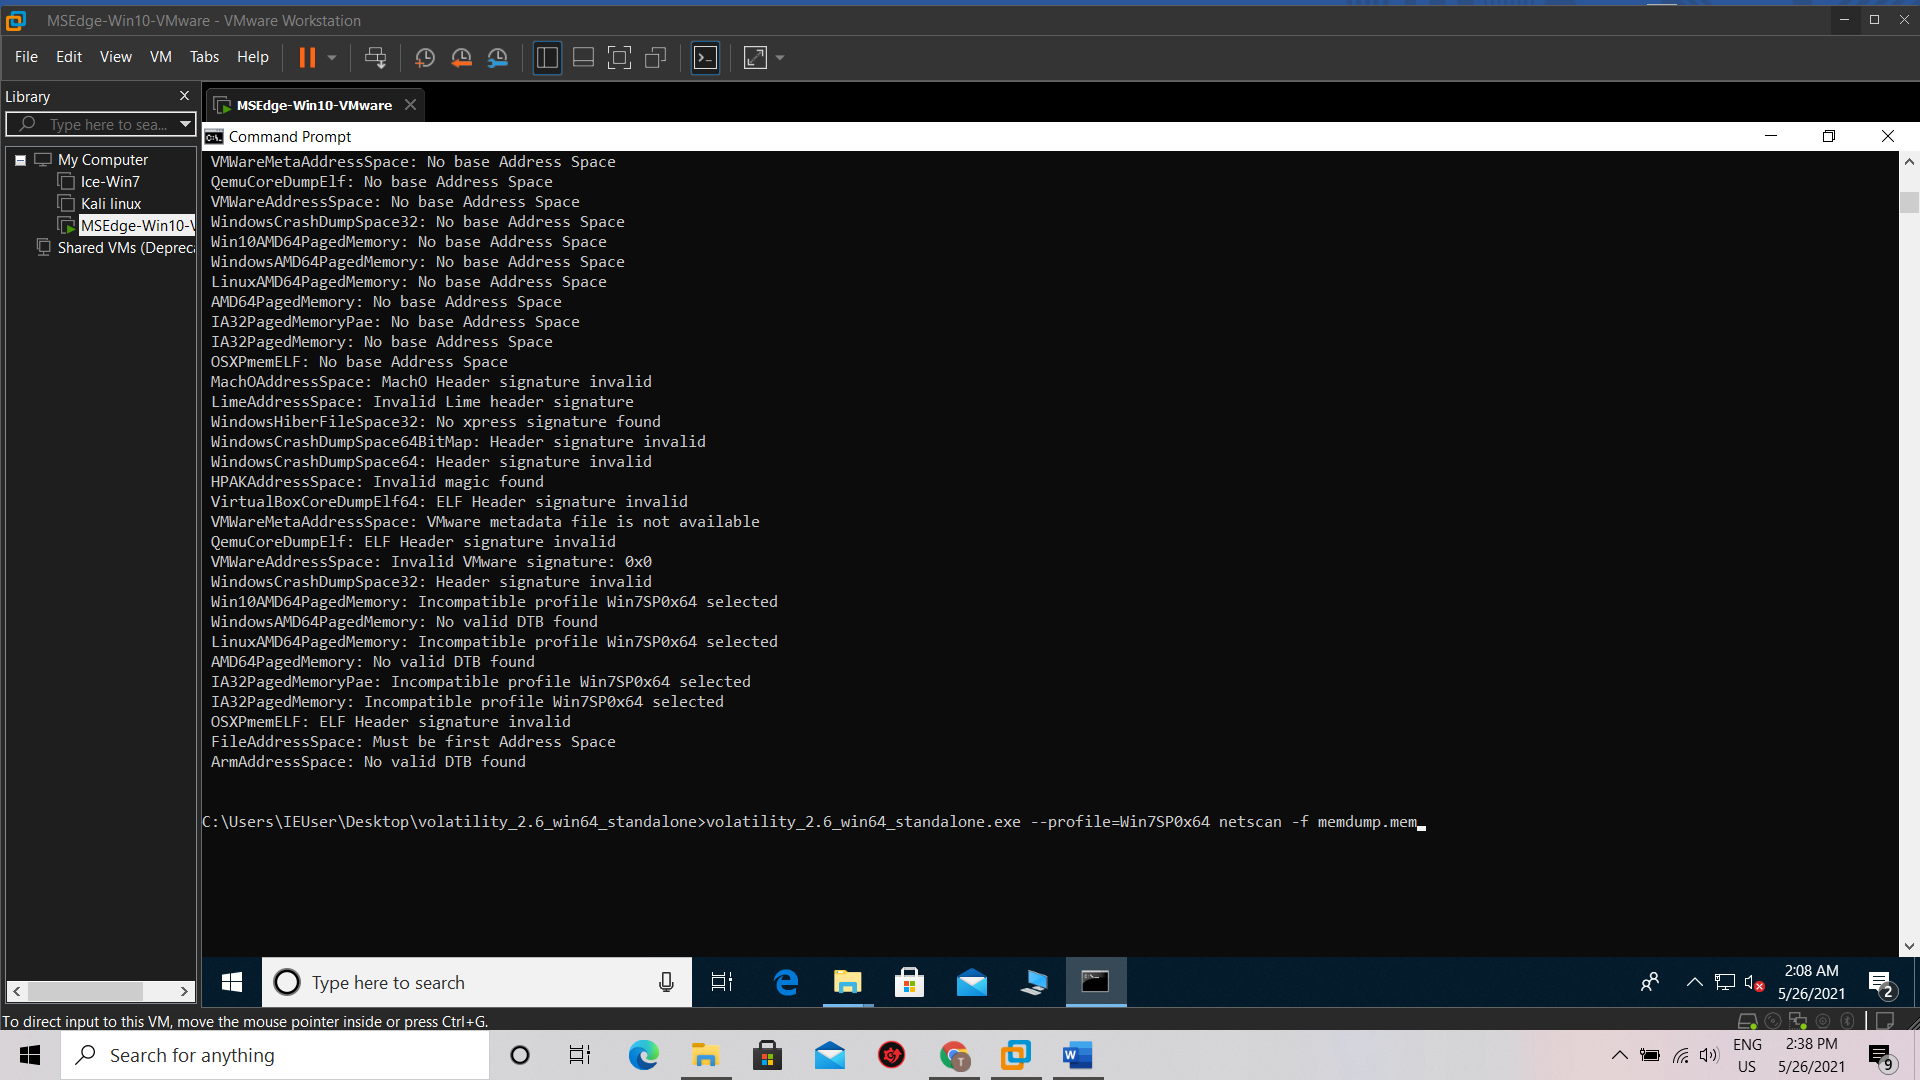 MSEdge-Win10-VMware - VMware Workstation
File Edit View VM Tabs Help
Library
MSEdge-Win10-VMware
Type here to sea...
Command Prompt
My Computer
Ice-Win7
Kali linux
MSEdge-Win10-V
Shared VMs (Depreca
VMWareMetaAddressSpace: No base Address Space
QemuCoreDumpElf: No base Address Space
VMWareAddressSpace: No base Address Space
WindowsCrashDumpSpace32: No base Address Space
Win10AMD64PagedMemory: No base Address Space
WindowsAMD64PagedMemory: No base Address Space
LinuxAMD64PagedMemory: No base Address Space
AMD64PagedMemory: No base Address Space
IA32PagedMemoryPae: No base Address Space
IA32PagedMemory: No base Address Space
OSXPmemELF: No base Address Space
MachOAddressSpace: MachO Header signature invalid
LimeAddressSpace: Invalid Lime header signature
WindowsHiberFileSpace32: No xpress signature found
WindowsCrashDumpSpace64BitMap: Header signature invalid
WindowsCrashDumpSpace64: Header signature invalid
HPAKAddressSpace: Invalid magic found
VirtualBoxCoreDumpElf64: ELF Header signature invalid
VMWareMetaAddressSpace: VMware metadata file is not available
QemuCoreDumpElf: ELF Header signature invalid
VMWareAddressSpace: Invalid VMware signature: 0x0
WindowsCrashDumpSpace32: Header signature invalid
Win10AMD64PagedMemory: Incompatible profile Win7SP0x64 selected
WindowsAMD64PagedMemory: No valid DTB found
LinuxAMD64PagedMemory: Incompatible profile Win7SP0x64 selected
AMD64PagedMemory: No valid DTB found
IA32PagedMemoryPae: Incompatible profile Win7SP0x64 selected
IA32PagedMemory: Incompatible profile Win7SP0x64 selected
OSXPmemELF: ELF Header signature invalid
FileAddressSpace: Must be first Address Space
ArmAddressSpace: No valid DTB found
C:\Users\IEUser\Desktop\volatility_2.6_win64_standalone>volatility_2.6_win64_standalone.exe --profile=Win7SP0x64 netscan -f memdump.mem
Type here to search
2:08 AM
5/26/2021
2
To direct input to this VM, move the mouse pointer inside or press Ctrl+G.
Search for anything
T
W
ENG
US
2:38 PM
5/26/2021
9